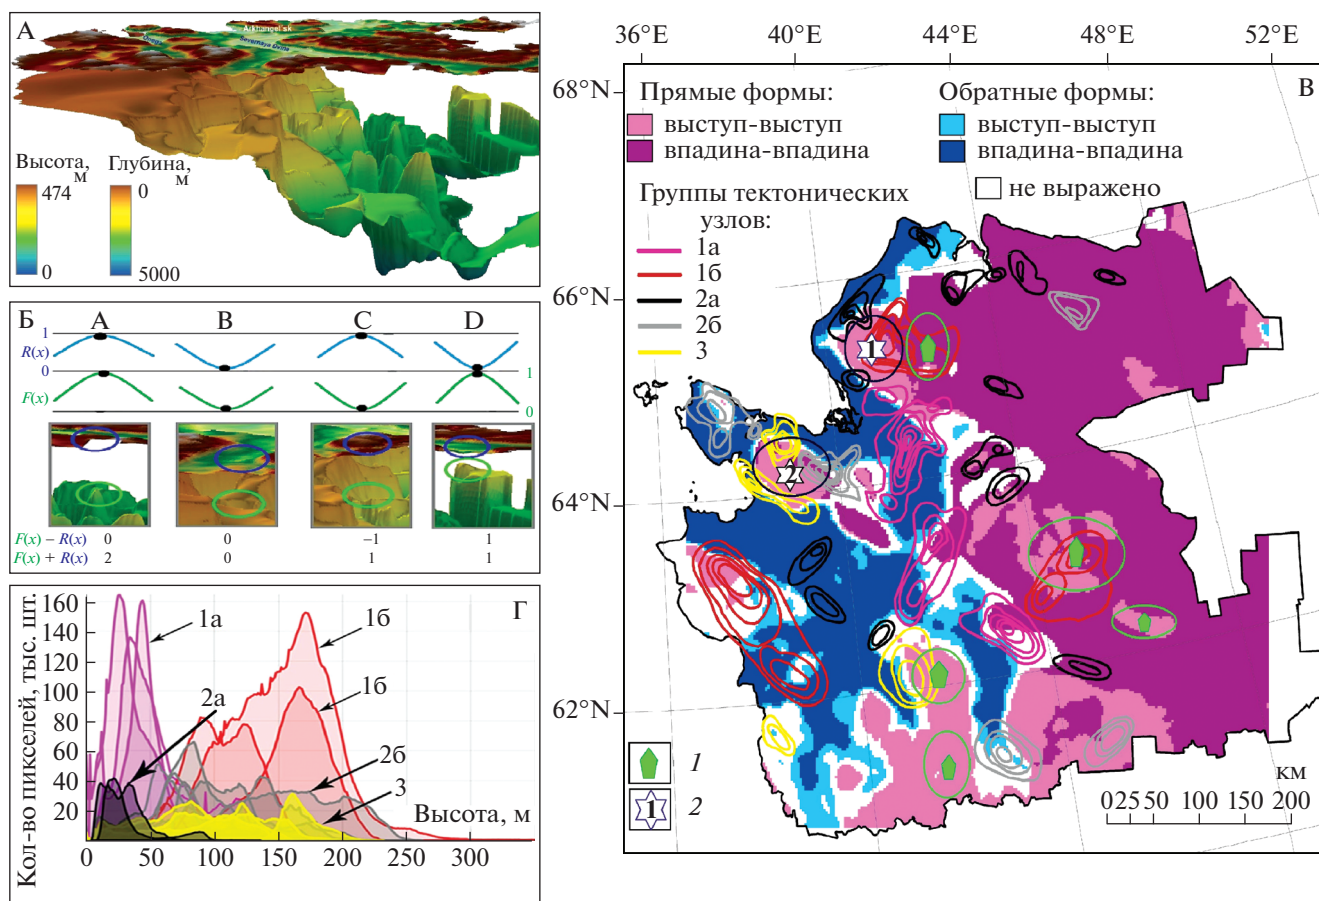 А
Arkhangel'sk
Onega
Severnaya Dvina
Высота, м
474
0
Глубина, м
0
5000
Б
A B C D
1
R(x)
0 1
F(x)
0
F(x) − R(x) 0 0 −1 1
F(x) + R(x) 2 0 1 1
Г
Кол-во пикселей, тыс. шт.
160
140
120
100
80
60
40
20
0 50 100 150 200 250 300
Высота, м
1а
2а
1б
1б
2б
3
36°E 40°E 44°E 48°E 52°E
68°N
66°N
64°N
62°N
В
Прямые формы:
выступ-выступ
впадина-впадина
Обратные формы:
выступ-выступ
впадина-впадина
не выражено
Группы тектонических
узлов:
1а
1б
2а
2б
3
1
2
1
1 2
км
0 25 50 100 150 200